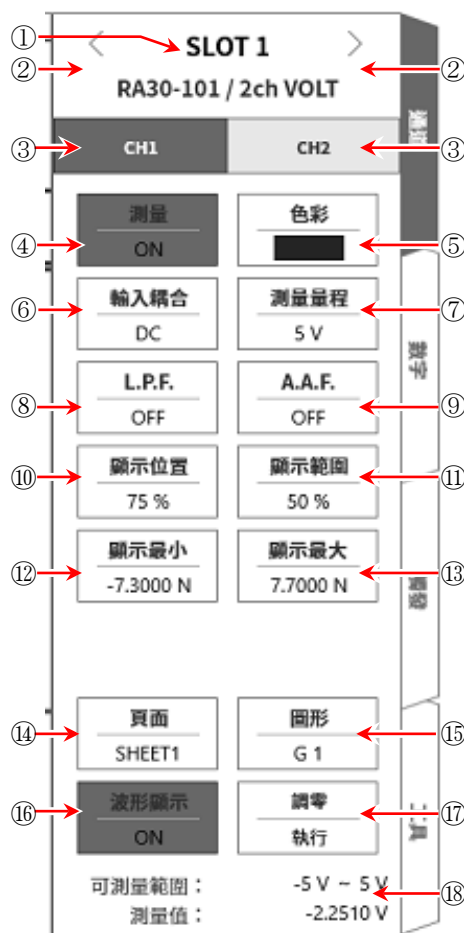 ① < SLOT 1 >
② RA30-101 / 2ch VOLT ②
③ CH1 CH2 ③
測量 色彩
④ ON ⑤
⑥ 輸入耦合 測量量程 ⑦
DC 5 V
數字
⑧ L.P.F. A.A.F. ⑨
OFF OFF
⑩ 顯示位置 顯示範圍 ⑪
75 % 50 %
⑫ 顯示最小 顯示最大 ⑬
-7.3000 N 7.7000 N
⑭ 頁面 圖形 ⑮
SHEET1 G 1
⑯ 波形顯示 調零 ⑰
ON 執行
工具
可測量範圍： -5 V ~ 5 V ⑱
測量值： -2.2510 V